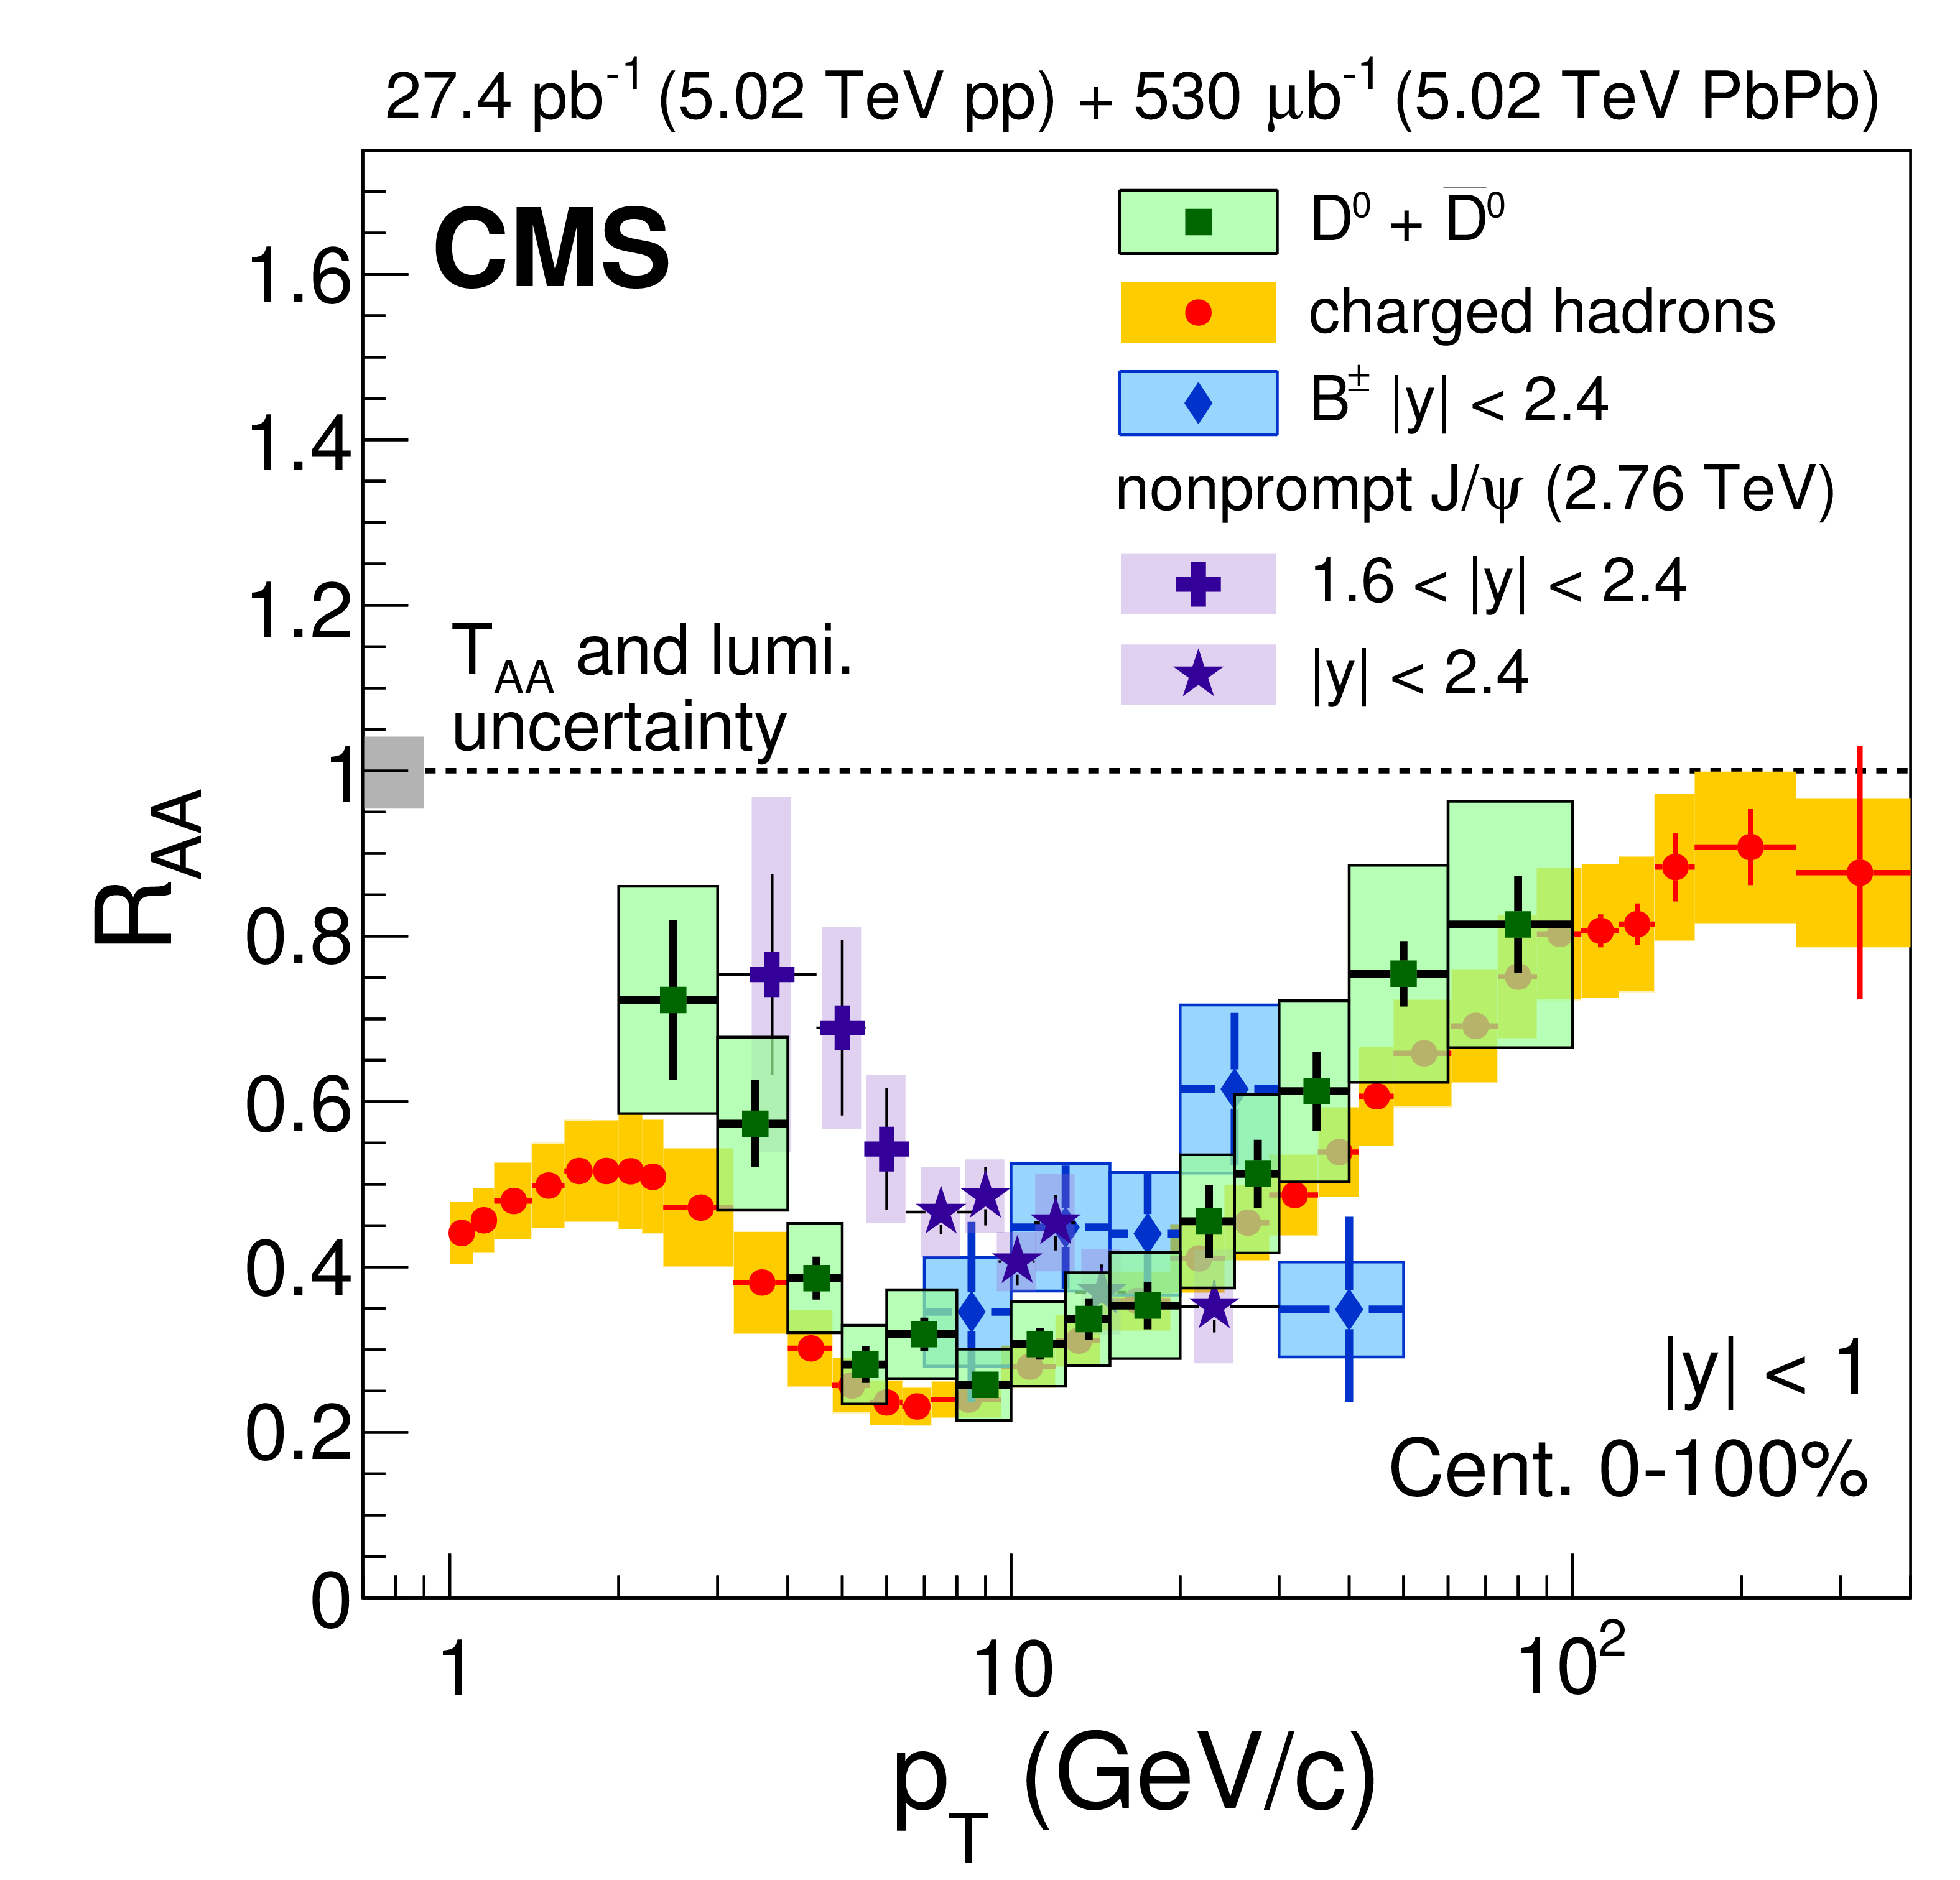 27.4 pb⁻¹ (5.02 TeV pp) + 530 μb⁻¹ (5.02 TeV PbPb)
CMS
D⁰ + D̅⁰
charged hadrons
B± |y| < 2.4
nonprompt J/ψ (2.76 TeV)
1.6 < |y| < 2.4
|y| < 2.4
T_AA and lumi.
uncertainty
R_AA
1.6
1.4
1.2
1
0.8
0.6
0.4
0.2
0
|y| < 1
Cent. 0-100%
1
10
10²
p_T (GeV/c)